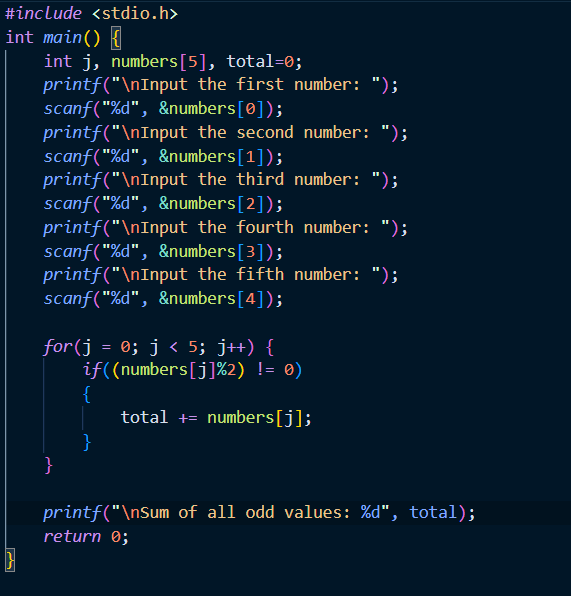 #include <stdio.h>
int main() {
    int j, numbers[5], total=0;
    printf("\nInput the first number: ");
    scanf("%d", &numbers[0]);
    printf("\nInput the second number: ");
    scanf("%d", &numbers[1]);
    printf("\nInput the third number: ");
    scanf("%d", &numbers[2]);
    printf("\nInput the fourth number: ");
    scanf("%d", &numbers[3]);
    printf("\nInput the fifth number: ");
    scanf("%d", &numbers[4]);

    for(j = 0; j < 5; j++) {
        if((numbers[j]%2) != 0)
        {
            total += numbers[j];
        }
    }

    printf("\nSum of all odd values: %d", total);
    return 0;
}